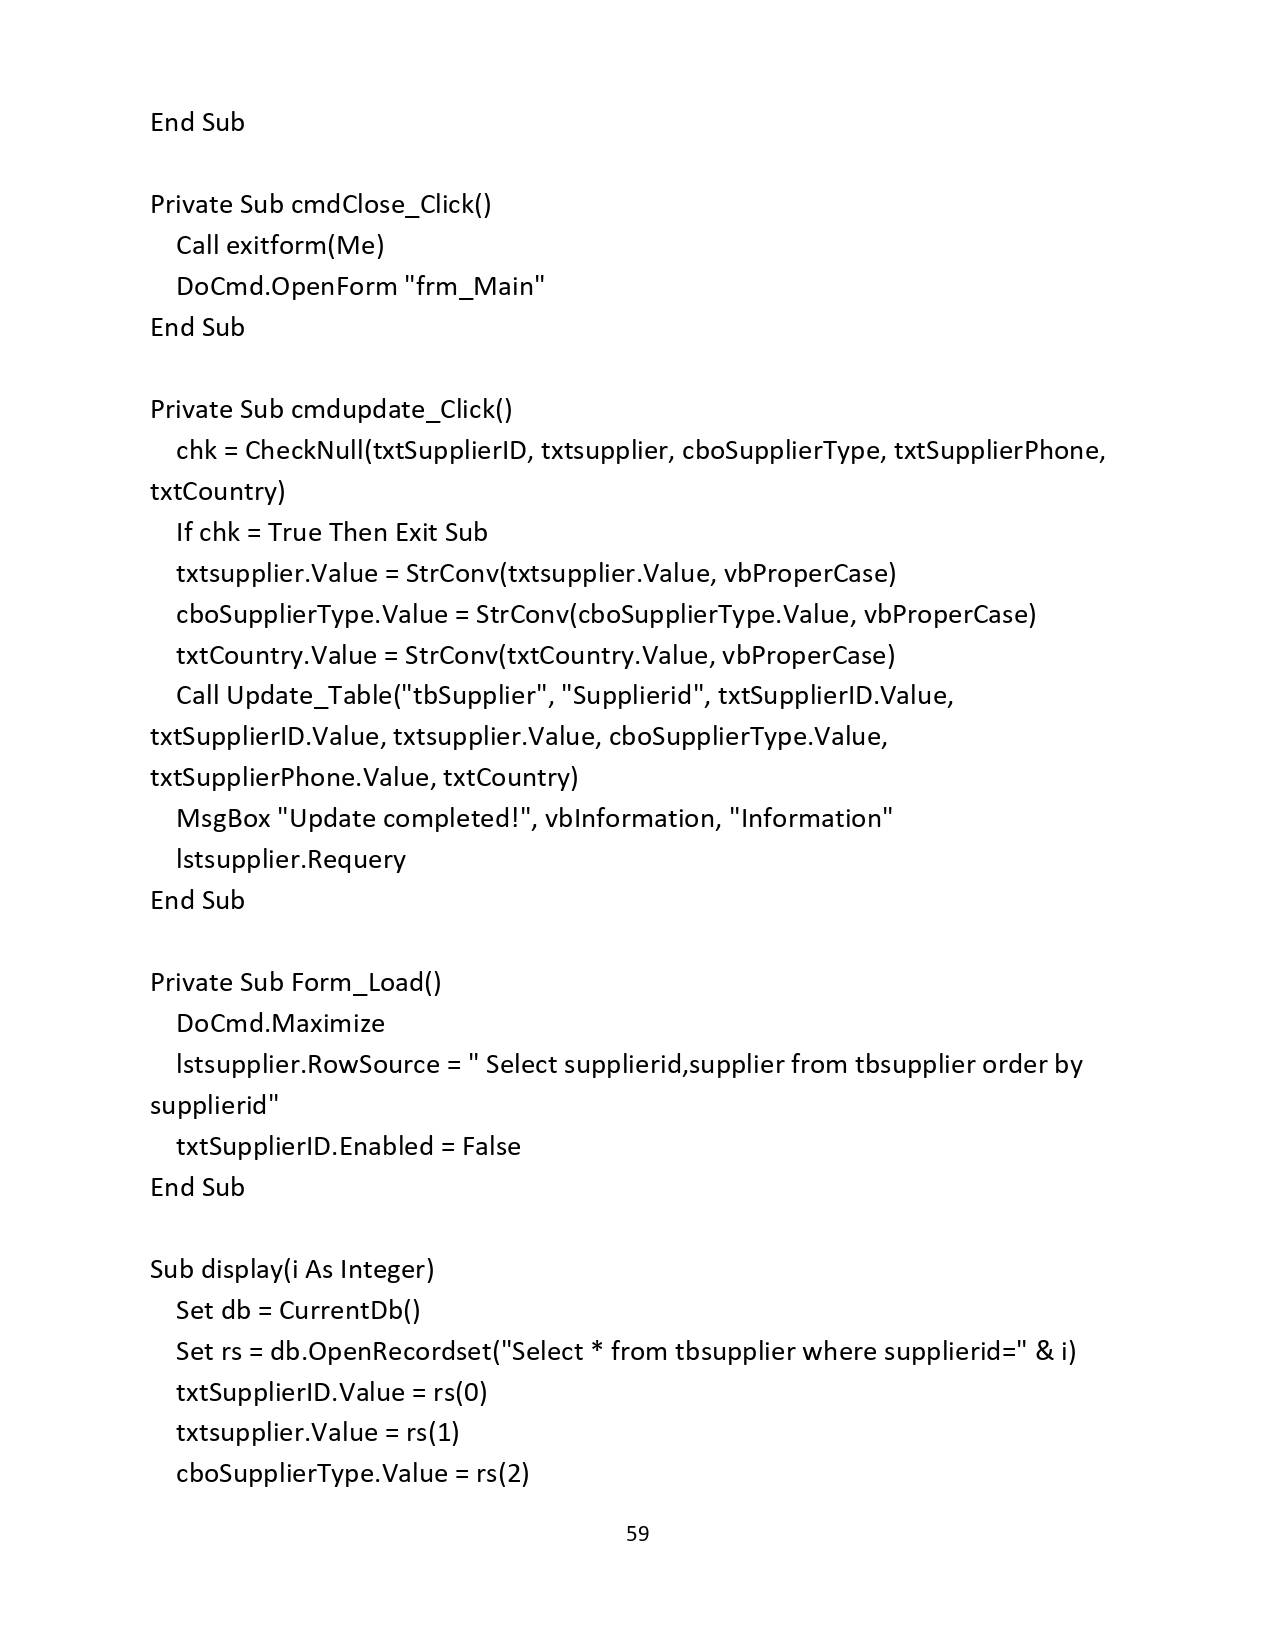 End Sub
Private Sub cmdClose_Click()
Call exitform(Me)
DoCmd.OpenForm "frm_Main"
End Sub
Private Sub cmdupdate_Click()
chk = CheckNull(txtSupplierID, txtsupplier, cboSupplierType, txtSupplierPhone,
txtCountry)
If chk = True Then Exit Sub
txtsupplier.Value = StrConv(txtsupplier.Value, vbProperCase)
cboSupplierType.Value = StrConv(cboSupplierType.Value, vbProperCase)
txtCountry.Value = StrConv(txtCountry.Value, vbProperCase)
Call Update_Table("tbSupplier", "Supplierid", txtSupplierID.Value,
txtSupplierID.Value, txtsupplier.Value, cboSupplierType.Value,
txtSupplierPhone.Value, txtCountry)
MsgBox "Update completed!", vbInformation, "Information"
lstsupplier.Requery
End Sub
Private Sub Form_Load()
DoCmd.Maximize
lstsupplier.RowSource = " Select supplierid,supplier from tbsupplier order by
supplierid"
txtSupplierID.Enabled = False
End Sub
Sub display(i As Integer)
Set db = CurrentDb()
Set rs = db.OpenRecordset("Select * from tbsupplier where supplierid=" & i)
txtSupplierID.Value = rs(0)
txtsupplier.Value = rs(1)
cboSupplierType.Value = rs(2)
59